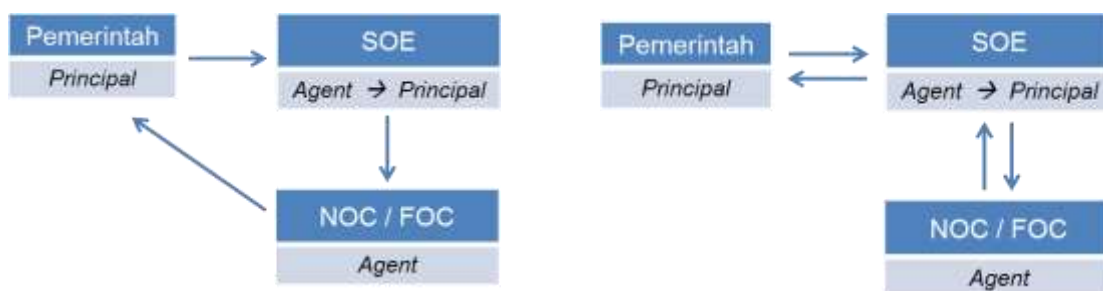 Pemerintah
Principal
SOE
Agent → Principal
NOC / FOC
Agent
Pemerintah
Principal
SOE
Agent → Principal
NOC / FOC
Agent